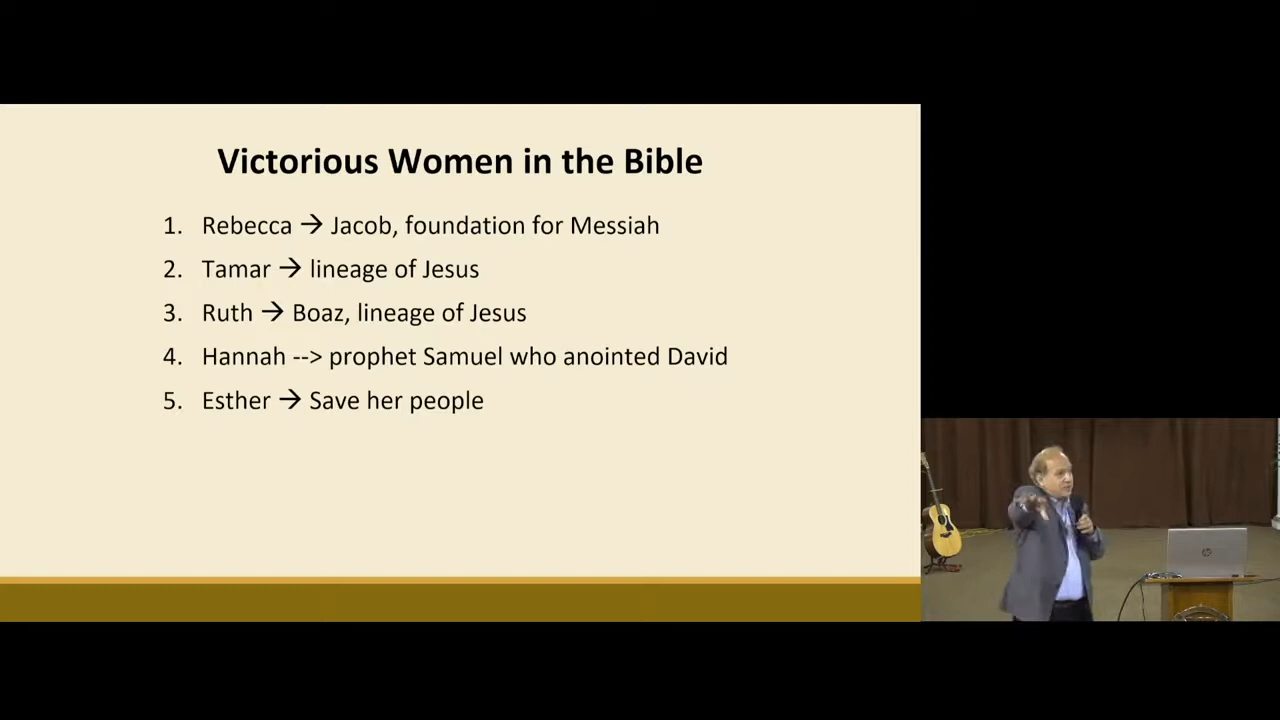 Victorious Women in the Bible
1. Rebecca → Jacob, foundation for Messiah
2. Tamar → lineage of Jesus
3. Ruth → Boaz, lineage of Jesus
4. Hannah --> prophet Samuel who anointed David
5. Esther → Save her people
hp